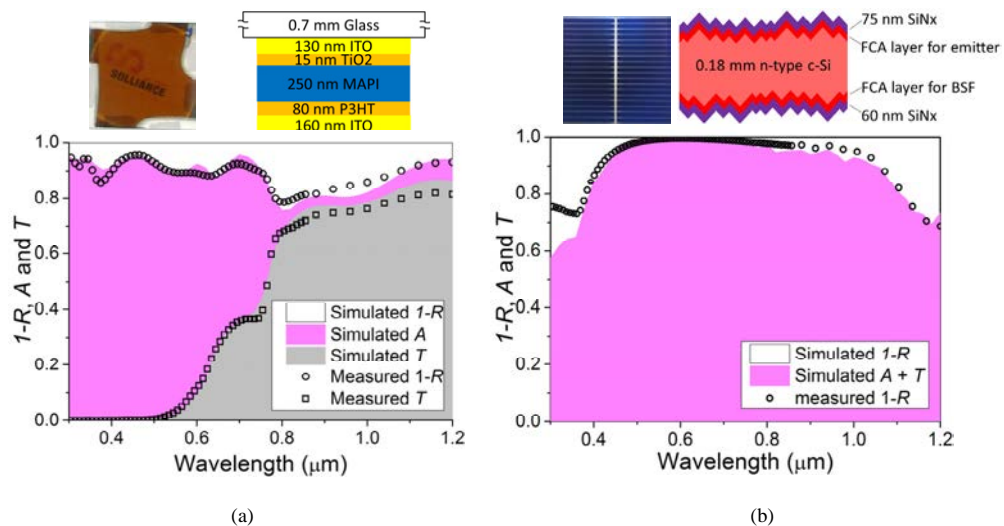 SOLLIANCE
0.7 mm Glass
130 nm ITO
15 nm TiO2
250 nm MAPI
80 nm P3HT
160 nm ITO
0.18 mm n-type c-Si
75 nm SiNx
FCA layer for emitter
FCA layer for BSF
60 nm SiNx
1-R, A and T
1.0
0.8
0.6
0.4
0.2
0.0
0.4
0.6
0.8
1.0
1.2
Wavelength (μm)
Simulated 1-R
Simulated A
Simulated T
Measured 1-R
Measured T
(a)
1-R, A and T
1.0
0.8
0.6
0.4
0.2
0.0
0.4
0.6
0.8
1.0
1.2
Wavelength (μm)
Simulated 1-R
Simulated A + T
measured 1-R
(b)